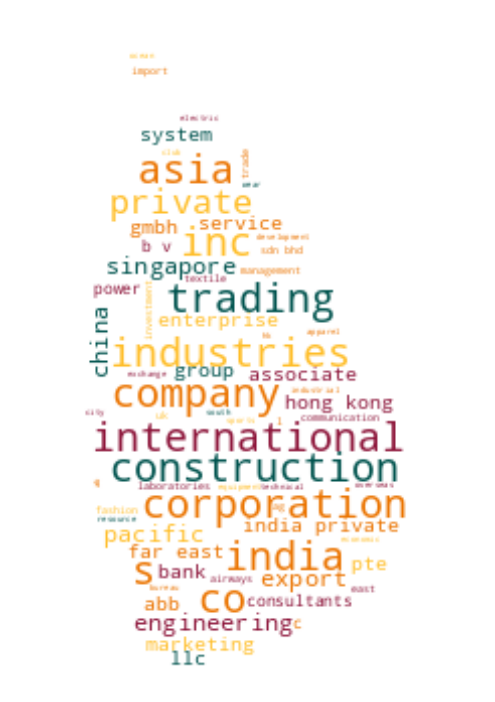 ocean
import
electric
system
club
asia trade
wear
private
gmbh service
b v inc development
sdn bhd
singapore management
textile
power trading
investment
enterprise
china apparel
industries
exchange group associate
company industrial
hong kong
city uk south communication
sports
international
construction
laboratories equipment technical overseas
corporation
fashion
resource india private
pacific economic
far east india
s bank airways pte
export
bureau east
abb co consultants
engineering c
marketing
llc